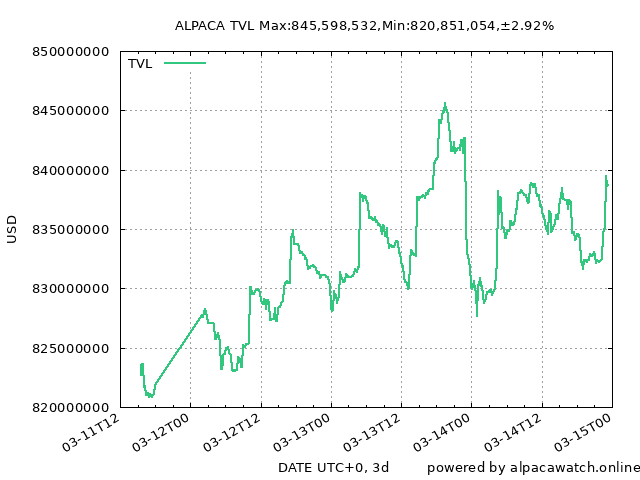 ALPACA TVL Max:845,598,532,Min:820,851,054,±2.92%
850000000
845000000
840000000
835000000
830000000
825000000
820000000
USD
TVL
03-11T12
03-12T00
03-12T12
03-13T00
03-13T12
03-14T00
03-14T12
03-15T00
DATE UTC+0, 3d
powered by alpacawatch.online